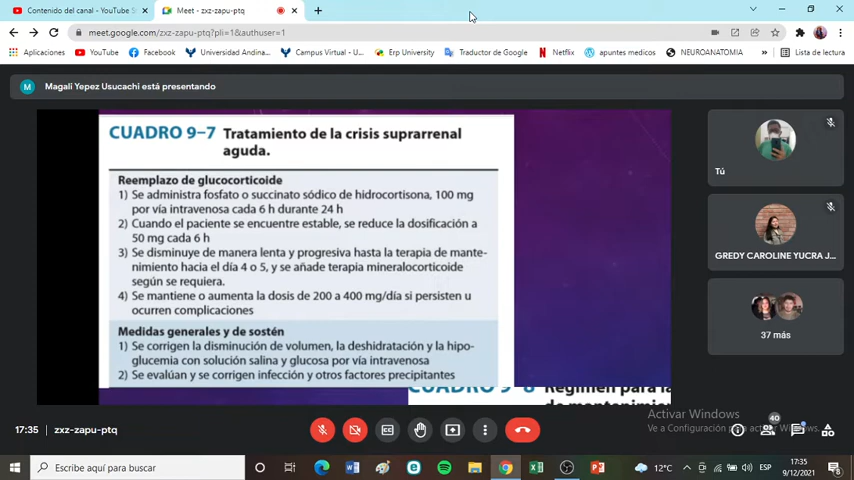 Contenido del canal - YouTube S
Meet - zxz-zapu-ptq
meet.google.com/zxz-zapu-ptq?pli=1&authuser=1
Aplicaciones
YouTube
Facebook
Universidad Andina...
Campus Virtual - U...
Erp University
Traductor de Google
Netflix
apuntes medicos
NEUROANATOMIA
Lista de lectura
M
Magali Yepez Usucachi está presentando
CUADRO 9–7 Tratamiento de la crisis suprarrenal
aguda.
Reemplazo de glucocorticoide
1) Se administra fosfato o succinato sódico de hidrocortisona, 100 mg
por vía intravenosa cada 6 h durante 24 h
2) Cuando el paciente se encuentre estable, se reduce la dosificación a
50 mg cada 6 h
3) Se disminuye de manera lenta y progresiva hasta la terapia de mante-
nimiento hacia el día 4 o 5, y se añade terapia mineralocorticoide
según se requiera.
4) Se mantiene o aumenta la dosis de 200 a 400 mg/día si persisten u
ocurren complicaciones
Medidas generales y de sostén
1) Se corrigen la disminución de volumen, la deshidratación y la hipo-
glucemia con solución salina y glucosa por vía intravenosa
2) Se evalúan y se corrigen infección y otros factores precipitantes
CUADRO 9–8 Régimen para la
de mantenimie
Tú
GREDY CAROLINE YUCRA J...
37 más
Activar Windows
Ve a Configuración para activar Windows.
17:35
zxz-zapu-ptq
40
Escribe aquí para buscar
12°C
ESP
17:35
9/12/2021